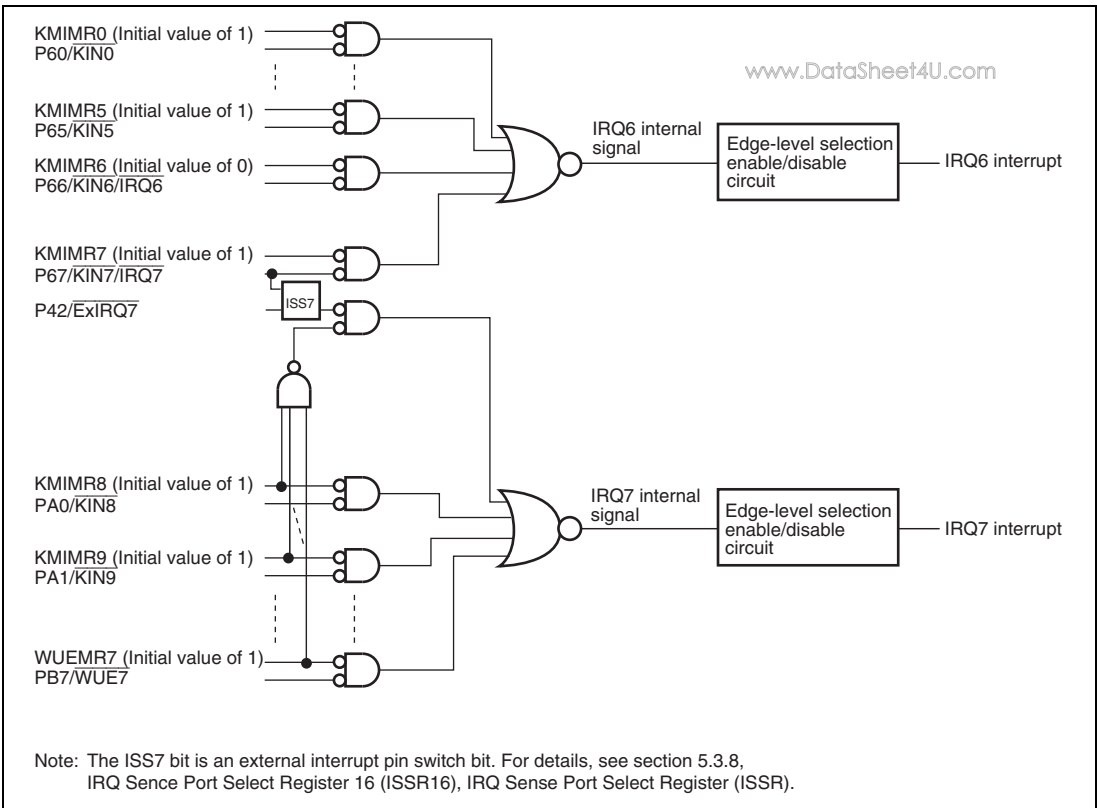 KMIMR0 (Initial value of 1)
P60/KIN0
www.DataSheet4U.com
KMIMR5 (Initial value of 1)
P65/KIN5
IRQ6 internal
signal
Edge-level selection
enable/disable
circuit
IRQ6 interrupt
KMIMR6 (Initial value of 0)
P66/KIN6/IRQ6
KMIMR7 (Initial value of 1)
P67/KIN7/IRQ7
ISS7
P42/ExIRQ7
KMIMR8 (Initial value of 1)
PA0/KIN8
IRQ7 internal
signal
Edge-level selection
enable/disable
circuit
IRQ7 interrupt
KMIMR9 (Initial value of 1)
PA1/KIN9
WUEMR7 (Initial value of 1)
PB7/WUE7
Note: The ISS7 bit is an external interrupt pin switch bit. For details, see section 5.3.8,
IRQ Sence Port Select Register 16 (ISSR16), IRQ Sense Port Select Register (ISSR).